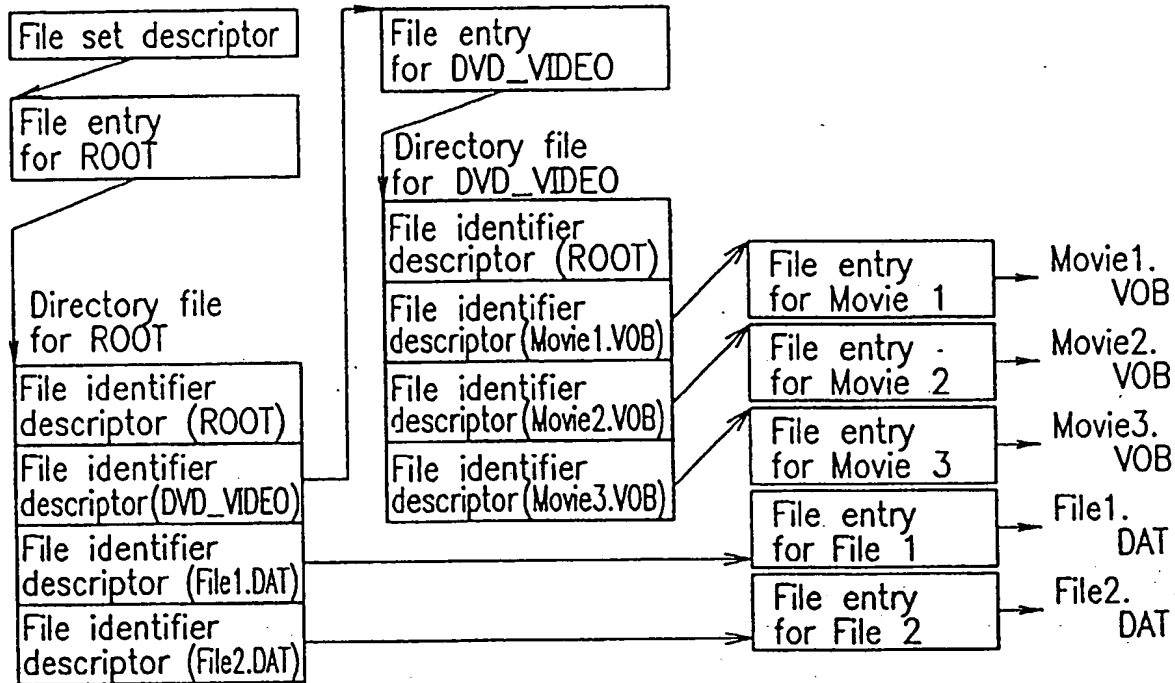 File set descriptor
File entry
for ROOT
Directory file
for ROOT
File identifier
descriptor (ROOT)
File identifier
descriptor(DVD_VIDEO)
File identifier
descriptor (File1.DAT)
File identifier
descriptor (File2.DAT)
File entry
for DVD_VIDEO
Directory file
for DVD_VIDEO
File identifier
descriptor (ROOT)
File identifier
descriptor(Movie1.VOB)
File identifier
descriptor(Movie2.VOB)
File identifier
descriptor(Movie3.VOB)
File entry
for Movie 1
File entry
for Movie 2
File entry
for Movie 3
File entry
for File 1
File entry
for File 2
Movie1.
VOB
Movie2.
VOB
Movie3.
VOB
File1.
DAT
File2.
DAT